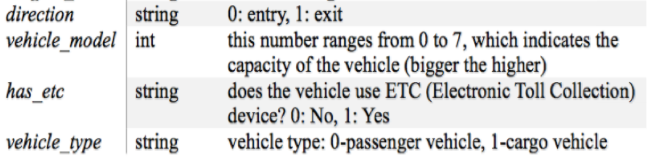 direction string 0: entry, 1: exit
vehicle_model int this number ranges from 0 to 7, which indicates the
capacity of the vehicle (bigger the higher)
has_etc string does the vehicle use ETC (Electronic Toll Collection)
device? 0: No, 1: Yes
vehicle_type string vehicle type: 0-passenger vehicle, 1-cargo vehicle